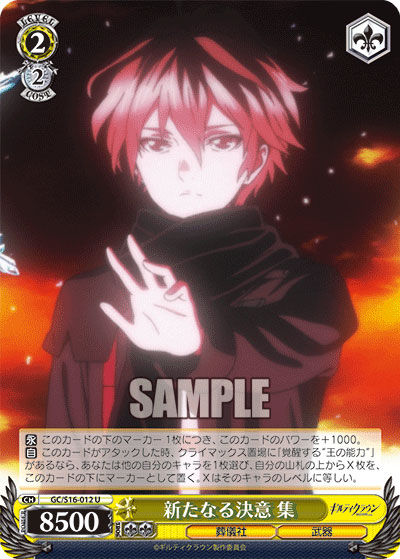 LEVEL
2
2
COST
SAMPLE
永 このカードの下のマーカー1枚につき、このカードのパワーを+1000。
自 このカードがアタックした時、クライマックス置場に「覚醒する“王の能力”」
があるなら、あなたは他の自分のキャラを1枚選び、自分の山札の上からX枚を、
このカードの下にマーカーとして置く。Xはそのキャラのレベルに等しい。
CH GC/S16-012 U
8500
新たなる決意 集
ギルティクラウン
葬儀社 武器
©ギルティクラウン製作委員会